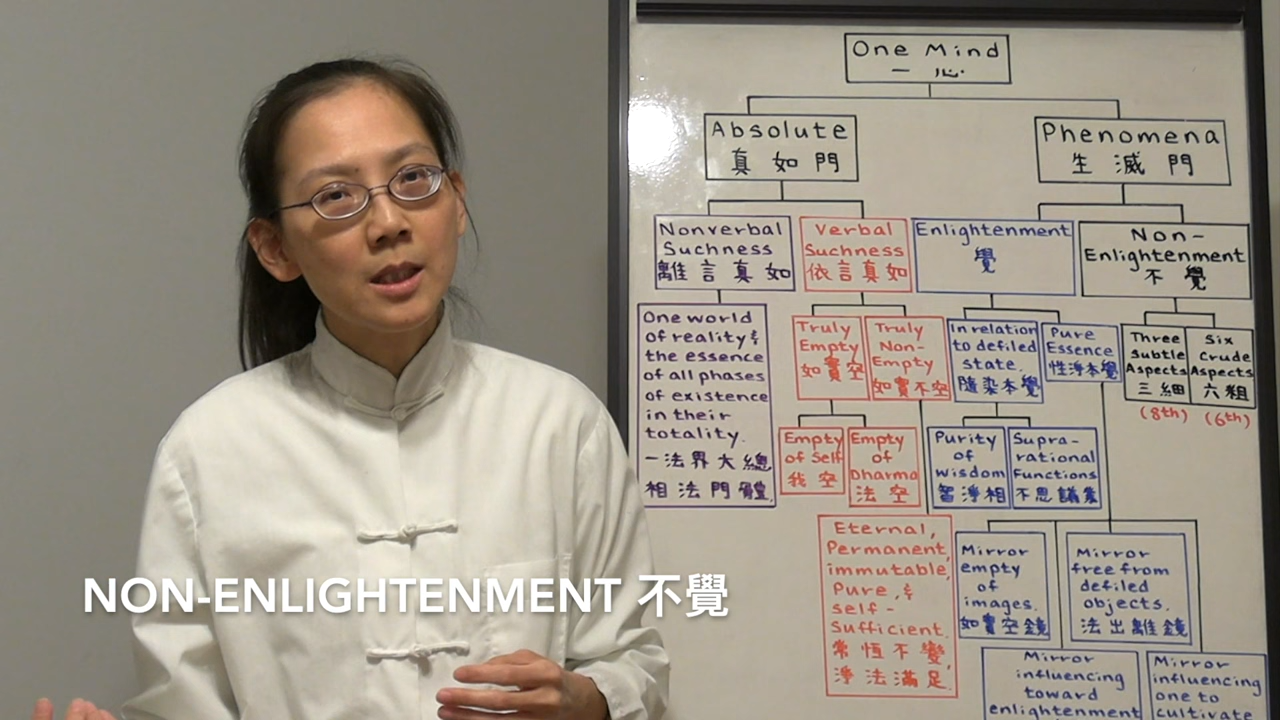 One Mind
一心
Absolute
真如門
Phenomena
生滅門
Nonverbal
Suchness
離言真如
Verbal
Suchness
依言真如
Enlightenment
覺
Non-
Enlightenment
不覺
One world
of reality &
the essence
of all phases
of existence
in their
totality.
一法界大總
相法門體
Truly
Empty
如實空
Truly
Non-
Empty
如實不空
In relation
to defiled
state.
隨染本覺
Pure
Essence
性淨本覺
Three
Subtle
Aspects
三細
(8th)
Six
Crude
Aspects
六粗
(6th)
Empty
of Self
我空
Empty
of
Dharma
法空
Purity
of
wisdom
智淨相
Supra-
rational
Functions
不思議業
Eternal,
Permanent,
immutable,
Pure, &
self-
sufficient.
常恆不變,
淨法滿足.
Mirror
empty
of
images.
如實空鏡
Mirror
free from
defiled
objects.
法出離鏡
Mirror
influencing
toward
enlightenment
Mirror
influencing
one to
cultivate
NON-ENLIGHTENMENT 不覺